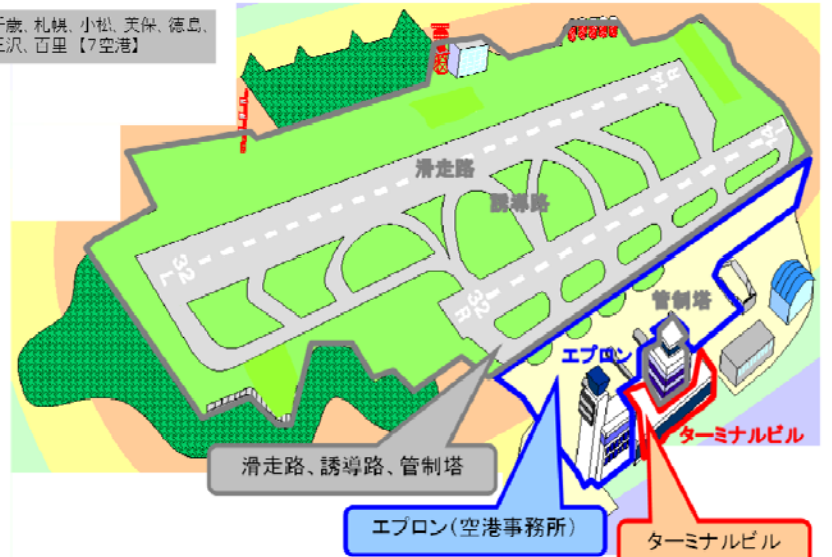 千歳、札幌、小松、美保、徳島、
三沢、百里【7空港】
14R
14L
滑走路
誘導路
32
L
32
R
管制塔
エプロン
ターミナルビル
滑走路、誘導路、管制塔
エプロン(空港事務所)
ターミナルビル